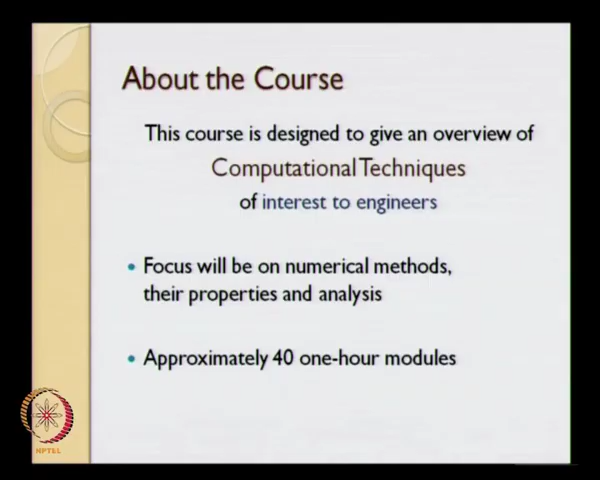 About the Course
This course is designed to give an overview of
Computational Techniques
of interest to engineers
• Focus will be on numerical methods,
their properties and analysis
• Approximately 40 one-hour modules
NPTEL